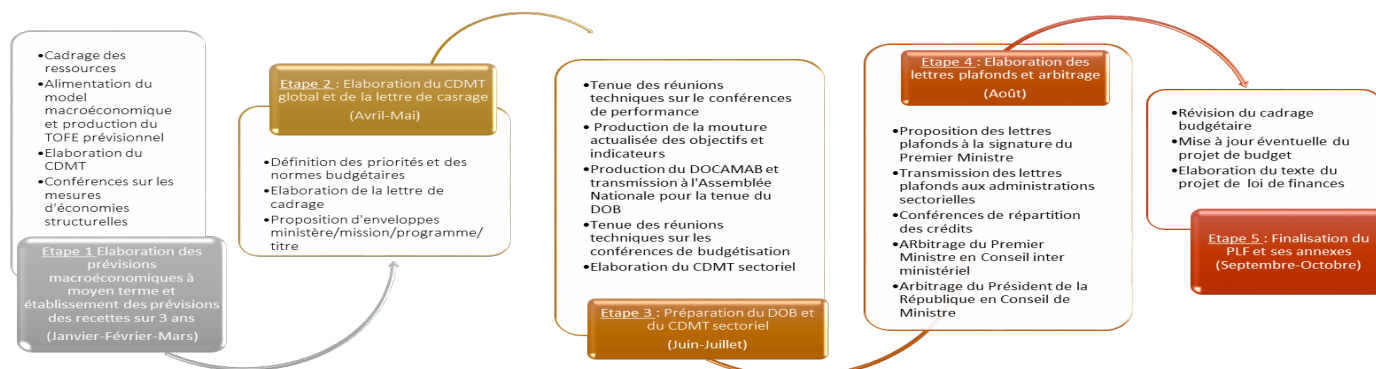 •Cadrage des
ressources
•Alimentation du
model
macroéconomique
et production du
TOFE prévisionnel
•Elaboration du
CDMT
•Conférences sur les
mesures
d'économies
structurelles
Etape 1 Elaboration des
prévisions
macroéconomiques à
moyen terme et
établissement des prévisions
des recettes sur 3 ans
(Janvier-Février-Mars)
Etape 2 : Elaboration du CDMT
global et de la lettre de casrage
(Avril-Mai)
•Définition des priorités et des
normes budgétaires
•Elaboration de la lettre de
cadrage
•Proposition d'enveloppes
ministère/mission/programme/
titre
•Tenue des réunions
techniques sur le conférences
de performance
• Production de la mouture
actualisée des objectifs et
indicateurs
•Production du DOCAMAB et
transmission à l'Assemblée
Nationale pour la tenue du
DOB
•Tenue des réunions
techniques sur les
conférences de budgétisation
•Elaboration du CDMT sectoriel
Etape 3 : Préparation du DOB et
du CDMT sectoriel
(Juin-Juillet)
Etape 4 : Elaboration des
lettres plafonds et arbitrage
(Août)
•Proposition des lettres
plafonds à la signature du
Premier Ministre
•Transmission des lettres
plafonds aux administrations
sectorielles
•Conférences de répartition
des crédits
•ARbitrage du Premier
Ministre en Conseil inter
ministériel
•Arbitrage du Président de la
République en Conseil de
Ministre
•Révision du cadrage
budgétaire
•Mise à jour éventuelle du
projet de budget
•Elaboration du texte du
projet de loi de finances
Etape 5 : Finalisation du
PLF et ses annexes
(Septembre-Octobre)